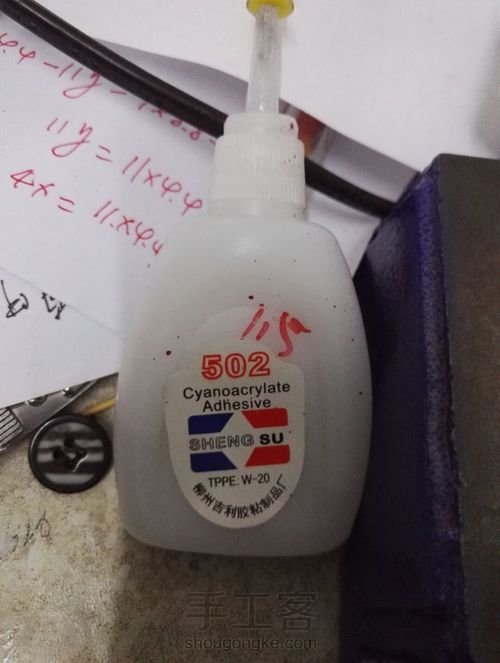 11y = 11×4.4
4x = 11×4.4
115
502
Cyanoacrylate
Adhesive
SHENG SU
TPPE: W-20
柳州吉利胶粘制品厂
手工客
shougongke.com